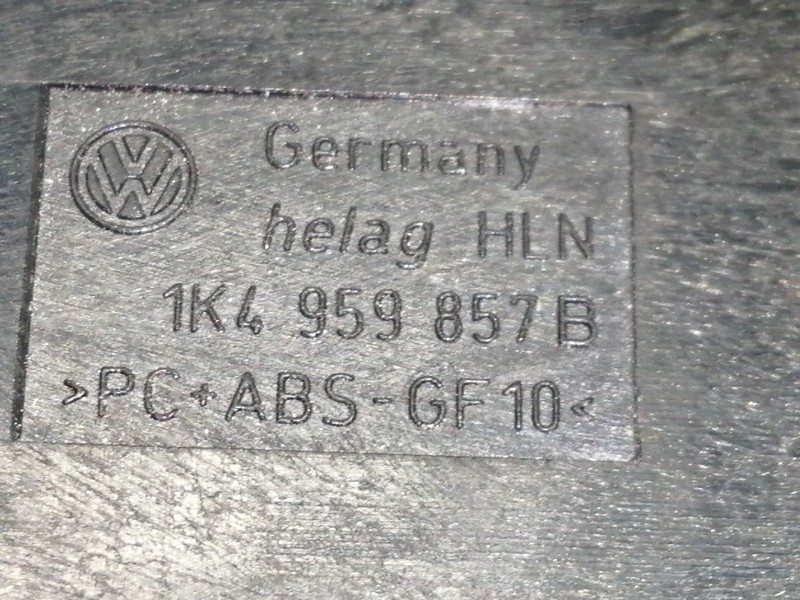 Germany
helag HLN
1K4 959 857 B
>PC+ABS-GF10<